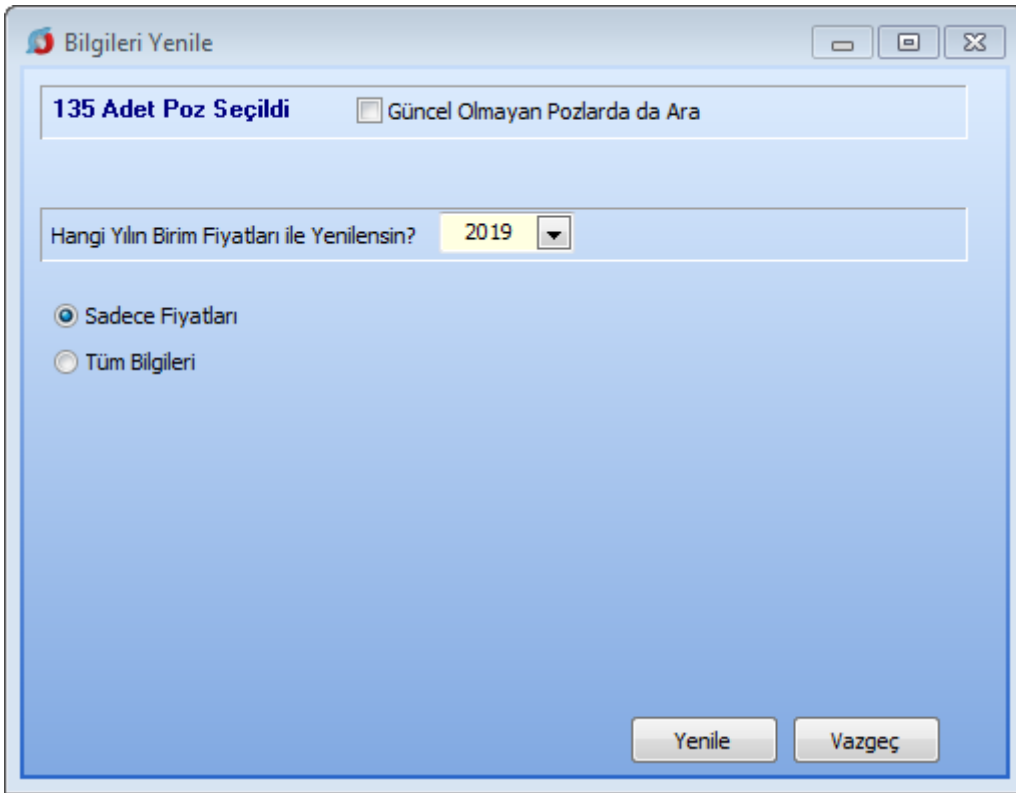 Bilgileri Yenile
135 Adet Poz Seçildi
Güncel Olmayan Pozlarda da Ara
Hangi Yılın Birim Fiyatları ile Yenilensin? 2019
Sadece Fiyatları
Tüm Bilgileri
Yenile Vazgeç